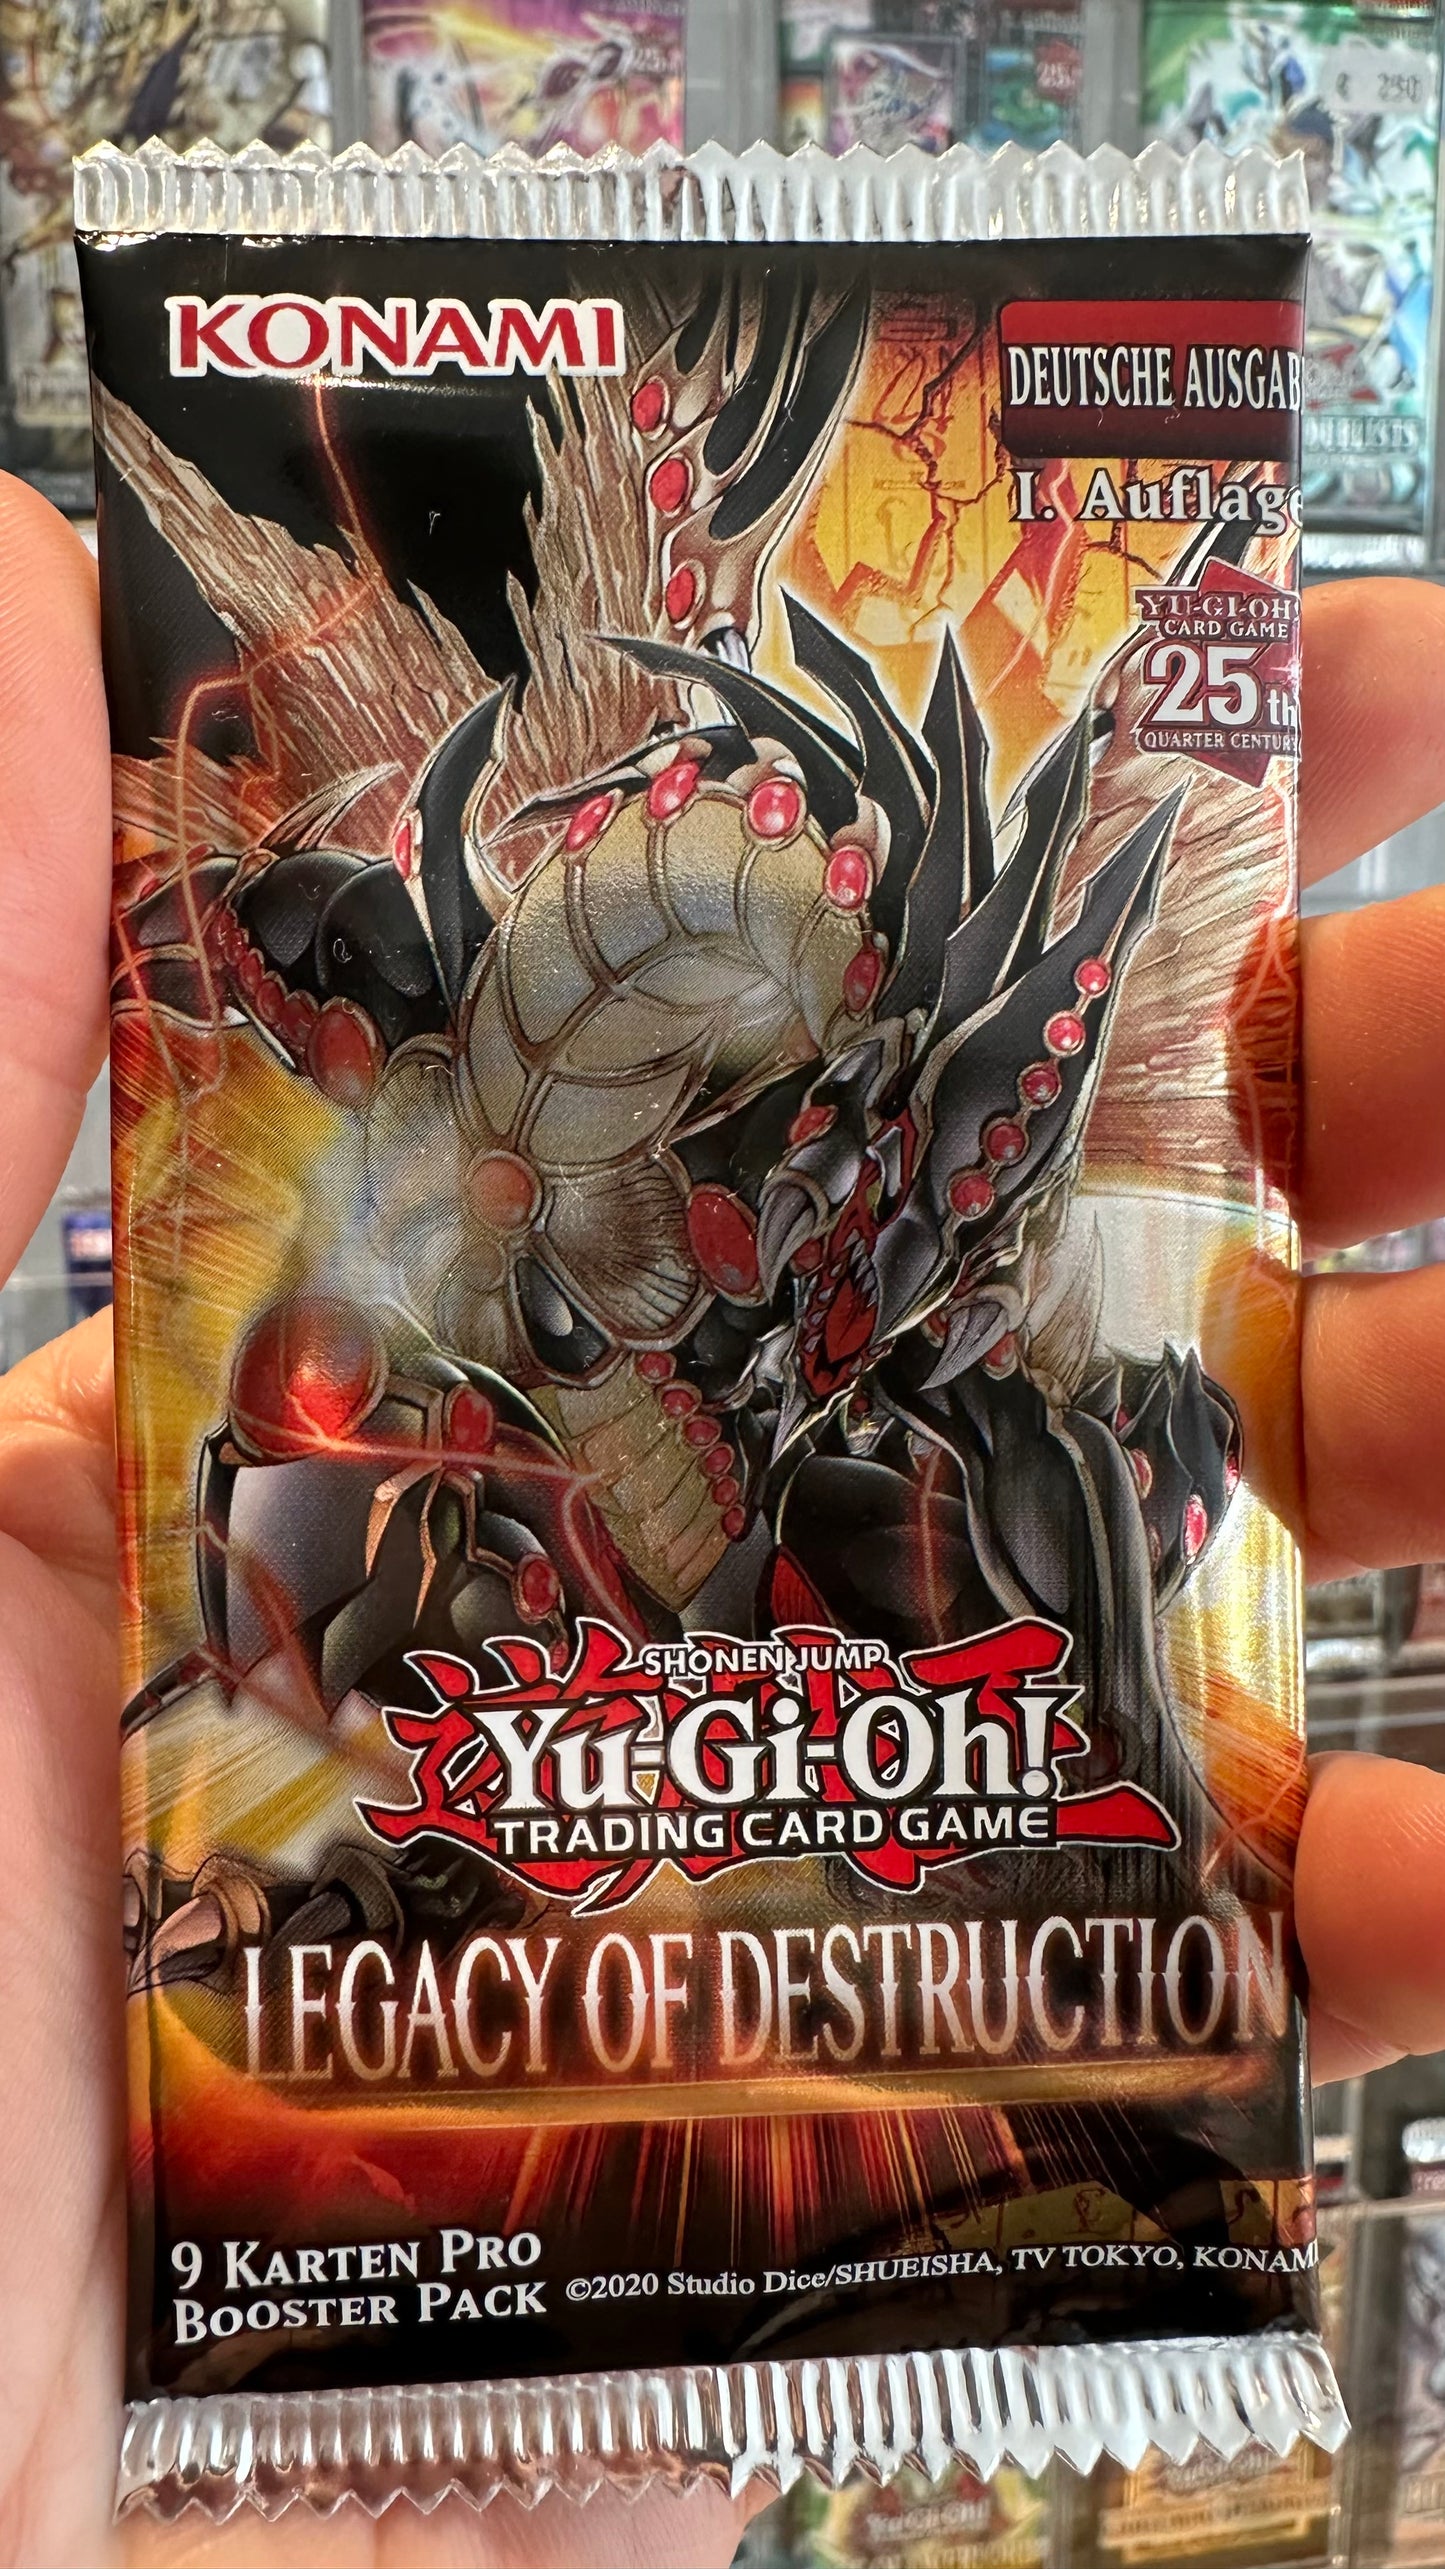 KONAMI
DEUTSCHE AUSGAB
I. Auflage
YU-GI-OH!
CARD GAME
25th
QUARTER CENTURY
SHONEN JUMP
Yu-Gi-Oh!
TRADING CARD GAME
LEGACY OF DESTRUCTION
9 KARTEN PRO
BOOSTER PACK
©2020 Studio Dice/SHUEISHA, TV TOKYO, KONAMI